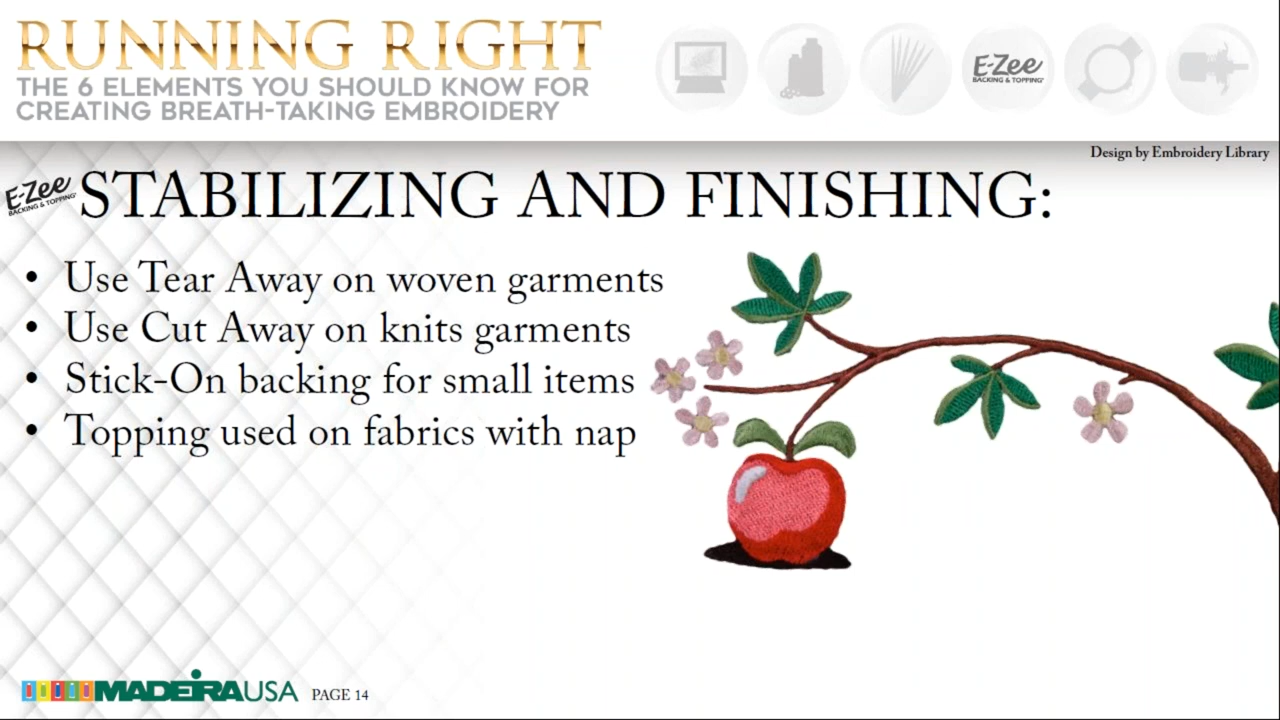 RUNNING RIGHT
THE 6 ELEMENTS YOU SHOULD KNOW FOR
CREATING BREATH-TAKING EMBROIDERY
E-Zee
BACKING & TOPPING
Design by Embroidery Library
E-Zee
BACKING & TOPPING
STABILIZING AND FINISHING:
• Use Tear Away on woven garments
• Use Cut Away on knits garments
• Stick-On backing for small items
• Topping used on fabrics with nap
MADEIRA USA PAGE 14